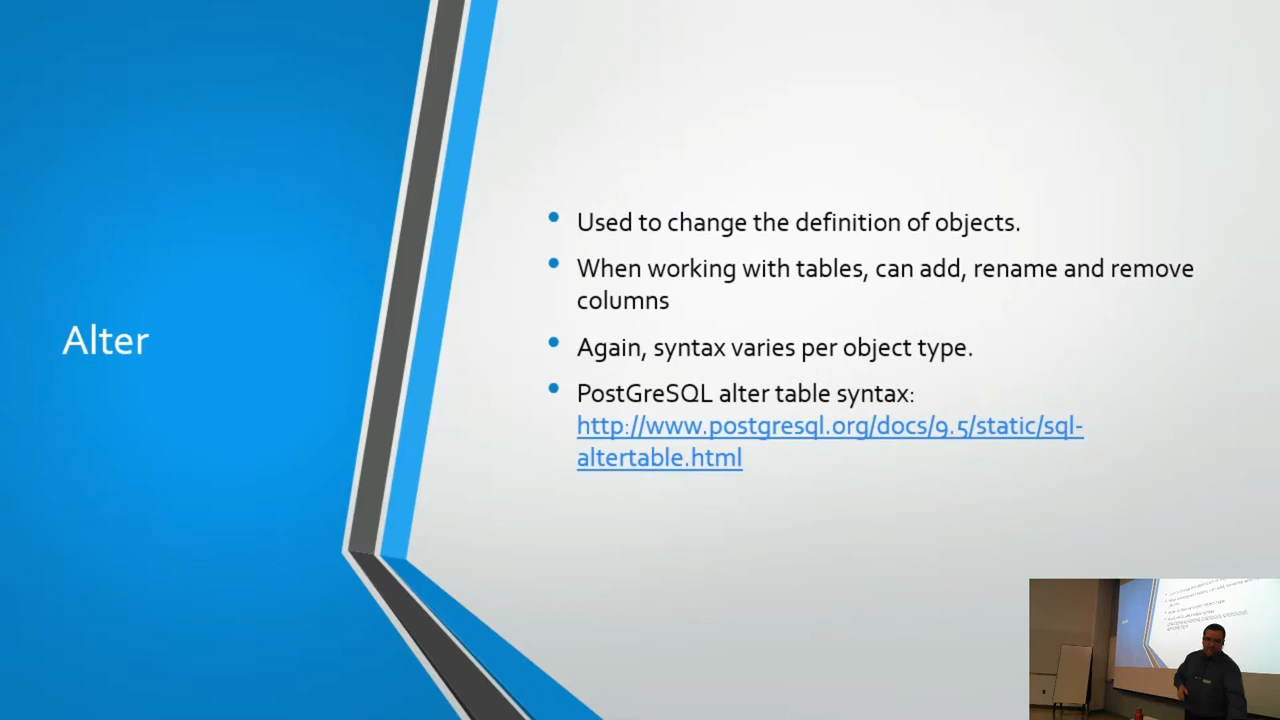 Alter
Used to change the definition of objects.
When working with tables, can add, rename and remove
columns
Again, syntax varies per object type.
PostGreSQL alter table syntax:
http://www.postgresql.org/docs/9.5/static/sql-
altertable.html